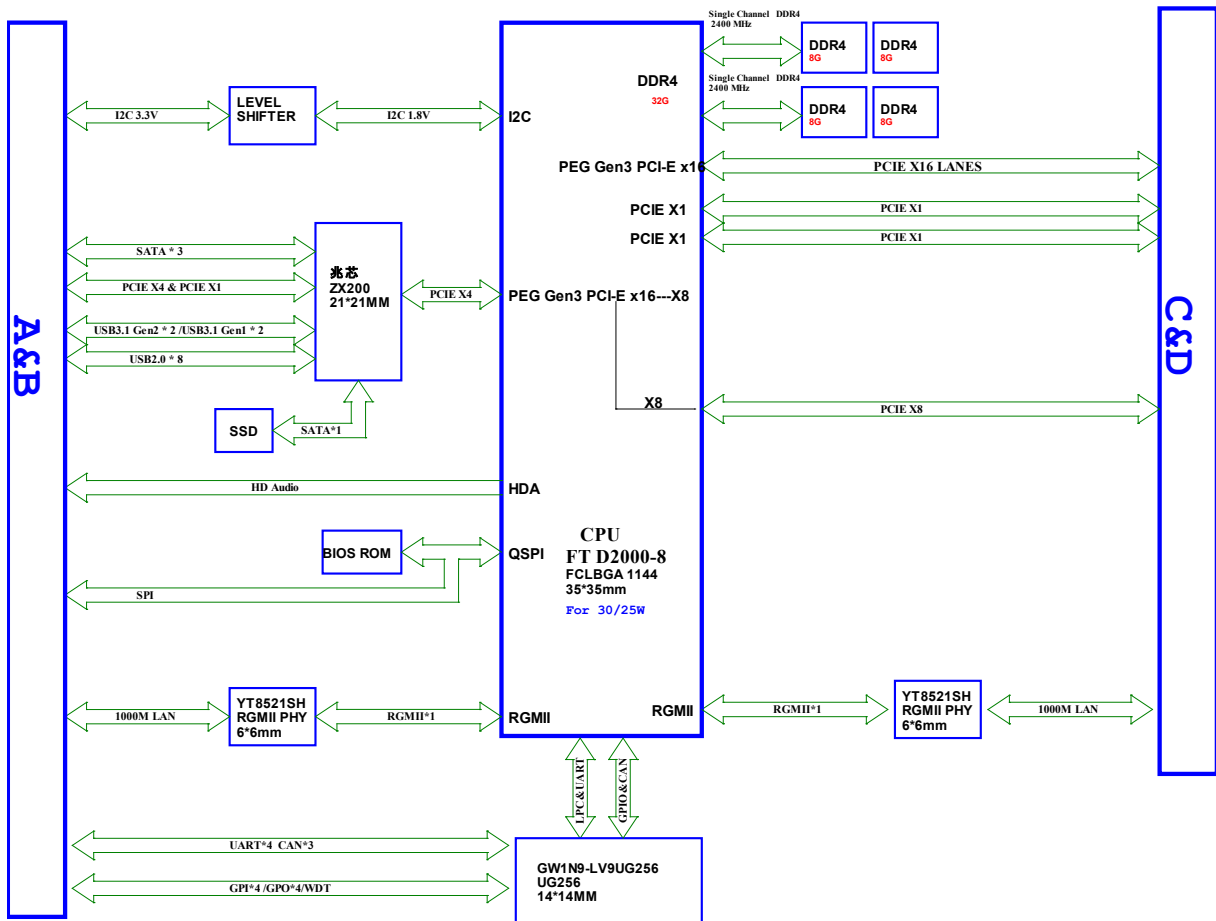 Single Channel DDR4
2400 MHz
DDR4
8G
DDR4
8G
DDR4
32G
Single Channel DDR4
2400 MHz
DDR4
8G
DDR4
8G
I2C 3.3V
LEVEL
SHIFTER
I2C 1.8V
I2C
PEG Gen3 PCI-E x16
PCIE X16 LANES
PCIE X1
PCIE X1
PCIE X1
PCIE X1
SATA * 3
PCIE X4 & PCIE X1
USB3.1 Gen2 * 2 /USB3.1 Gen1 * 2
USB2.0 * 8
兆芯
ZX200
21*21MM
PCIE X4
PEG Gen3 PCI-E x16---X8
A&B
C&D
X8
PCIE X8
SSD
SATA*1
HD Audio
HDA
BIOS ROM
QSPI
SPI
CPU
FT D2000-8
FCLBGA 1144
35*35mm
For 30/25W
1000M LAN
YT8521SH
RGMII PHY
6*6mm
RGMII*1
RGMII
RGMII
RGMII*1
YT8521SH
RGMII PHY
6*6mm
1000M LAN
LPC&UART
GPIO&CAN
UART*4 CAN*3
GPI*4 /GPO*4/WDT
GW1N9-LV9UG256
UG256
14*14MM